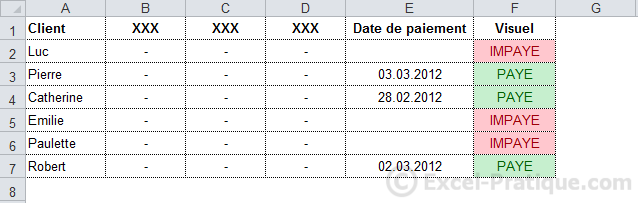 A B C D E F G
1 Client XXX XXX XXX Date de paiement Visuel
2 Luc - - - IMPAYE
3 Pierre - - - 03.03.2012 PAYE
4 Catherine - - - 28.02.2012 PAYE
5 Emilie - - - IMPAYE
6 Paulette - - - IMPAYE
7 Robert - - - 02.03.2012 PAYE
8
© Excel-Pratique.com